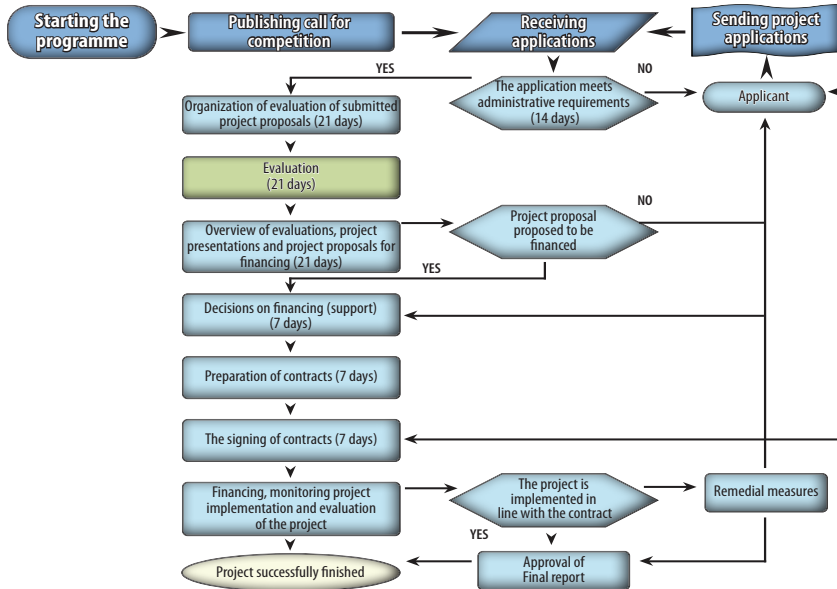 Starting the
programme
Publishing call for
competition
Receiving
applications
Sending project
applications
YES
NO
Organization of evaluation of submitted
project proposals (21 days)
The application meets
administrative requirements
(14 days)
Applicant
Evaluation
(21 days)
Overview of evaluations, project
presentations and project proposals for
financing (21 days)
Project proposal
proposed to be
financed
NO
YES
Decisions on financing (support)
(7 days)
Preparation of contracts (7 days)
The signing of contracts (7 days)
Financing, monitoring project
implementation and evaluation
of the project
The project is
implemented in
line with the contract
Remedial measures
YES
Project successfully finished
Approval of
Final report